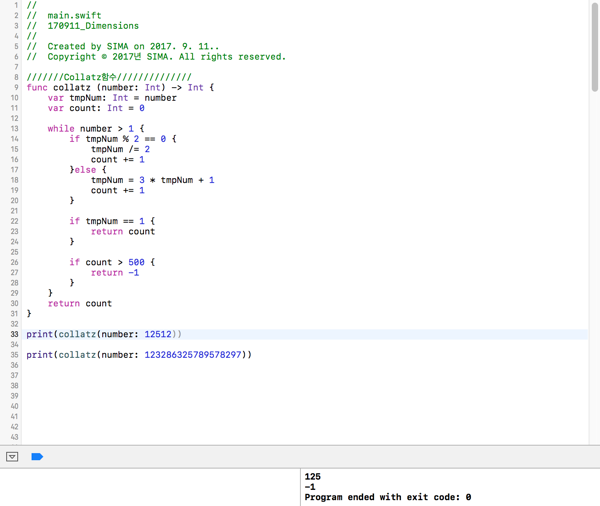 1 //
2 //  main.swift
3 //  170911_Dimensions
4 //
5 //  Created by SIMA on 2017. 9. 11..
6 //  Copyright © 2017년 SIMA. All rights reserved.
7
8 ///////Collatz함수//////////////
9 func collatz (number: Int) -> Int {
10     var tmpNum: Int = number
11     var count: Int = 0
12
13     while number > 1 {
14         if tmpNum % 2 == 0 {
15             tmpNum /= 2
16             count += 1
17         }else {
18             tmpNum = 3 * tmpNum + 1
19             count += 1
20         }
21
22         if tmpNum == 1 {
23             return count
24         }
25
26         if count > 500 {
27             return -1
28         }
29     }
30     return count
31 }
32
33 print(collatz(number: 12512))
34
35 print(collatz(number: 123286325789578297))
36
37
38
39
40
41
42
43
125
-1
Program ended with exit code: 0